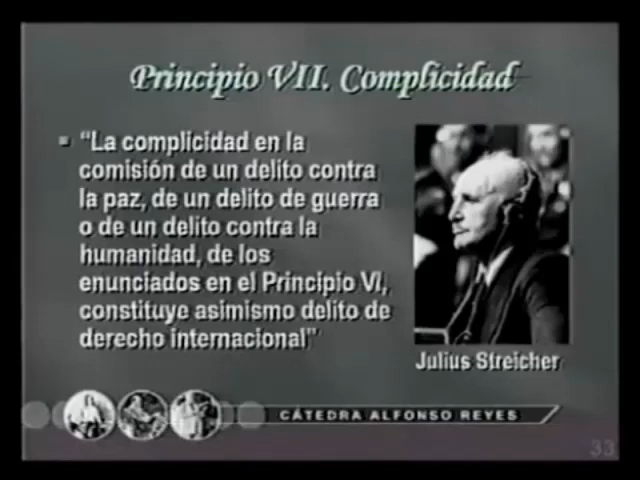 Principio VII. Complicidad
"La complicidad en la
comisión de un delito contra
la paz, de un delito de guerra
o de un delito contra la
humanidad, de los
enunciados en el Principio VI,
constituye asimismo delito de
derecho internacional"
Julius Streicher
CÁTEDRA ALFONSO REYES
33